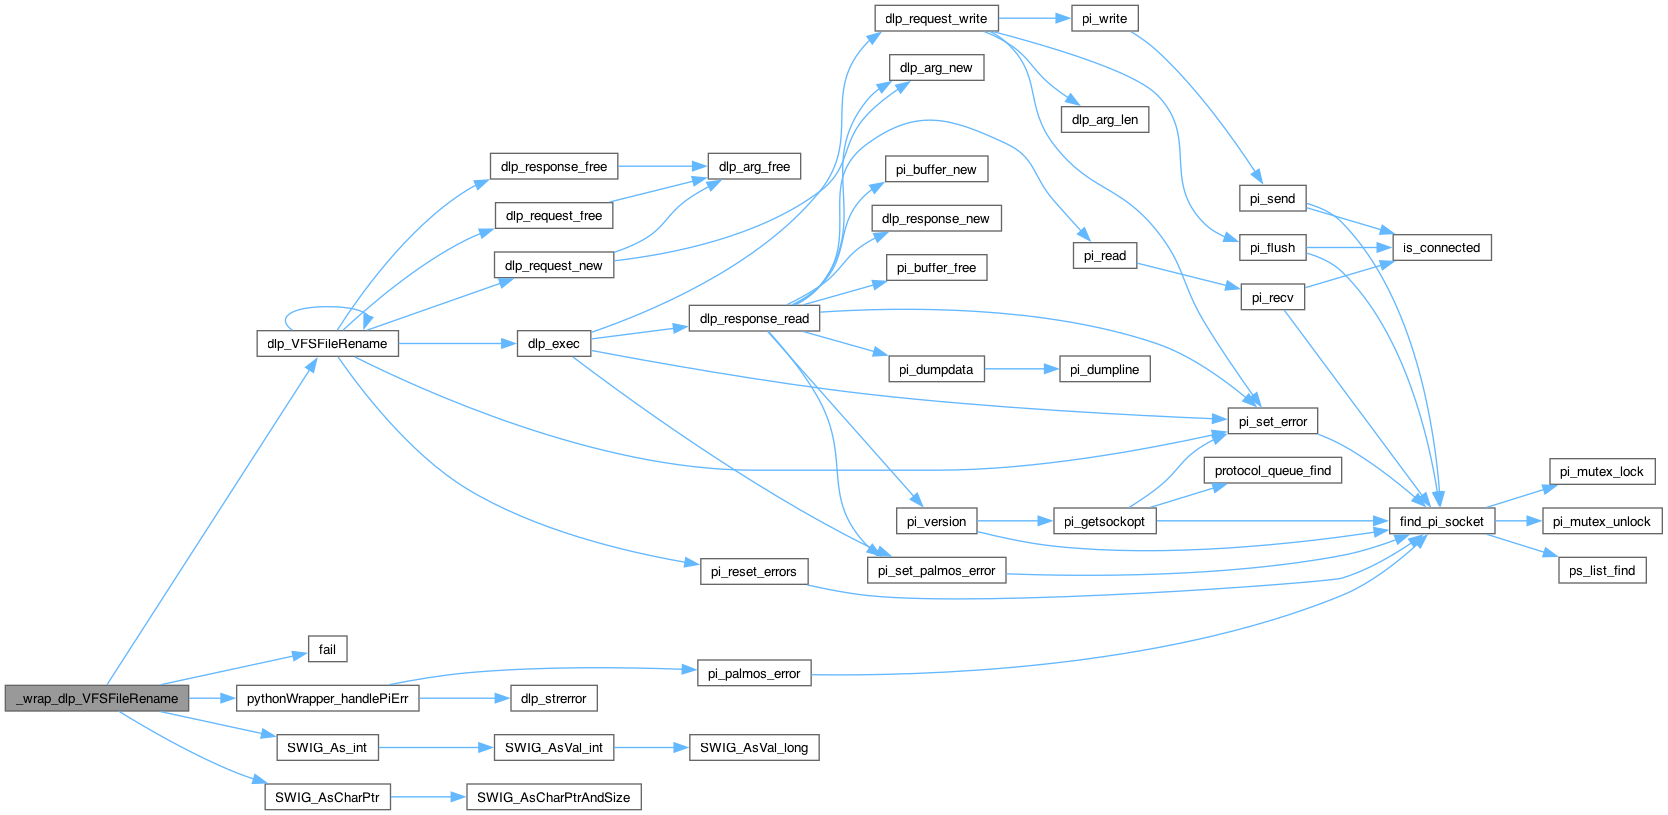 _wrap_dlp_VFSFileRename
dlp_VFSFileRename
fail
pythonWrapper_handlePiErr
SWIG_As_int
SWIG_AsCharPtr
dlp_response_free
dlp_request_free
dlp_request_new
dlp_exec
dlp_strerror
SWIG_AsVal_int
SWIG_AsCharPtrAndSize
dlp_arg_free
dlp_response_read
pi_reset_errors
pi_palmos_error
SWIG_AsVal_long
dlp_request_write
dlp_arg_new
pi_buffer_new
dlp_response_new
pi_buffer_free
pi_dumpdata
pi_version
pi_set_palmos_error
pi_write
dlp_arg_len
pi_read
pi_dumpline
pi_getsockopt
pi_send
pi_flush
pi_recv
pi_set_error
protocol_queue_find
is_connected
find_pi_socket
pi_mutex_lock
pi_mutex_unlock
ps_list_find